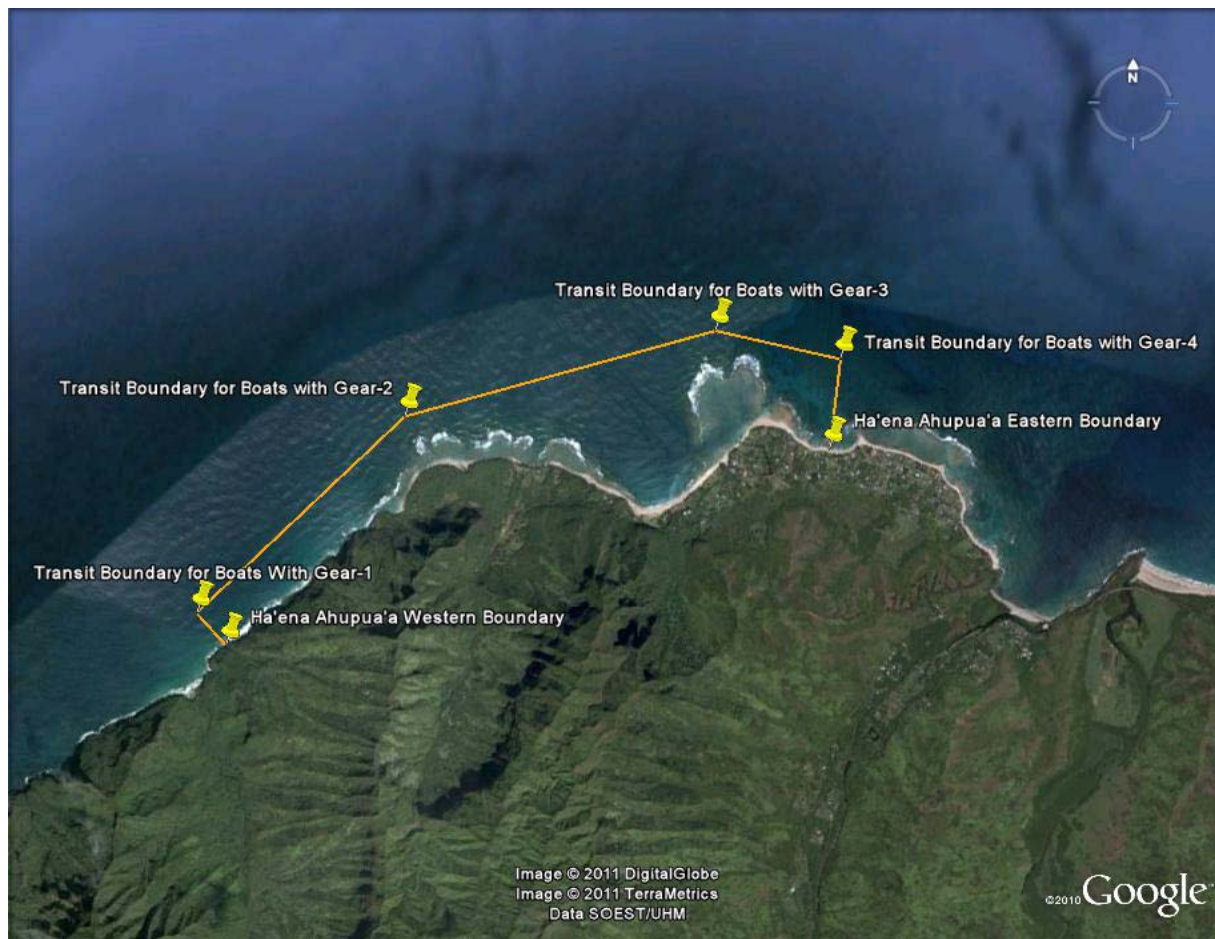 N
Transit Boundary for Boats with Gear-3
Transit Boundary for Boats with Gear-4
Transit Boundary for Boats with Gear-2
Ha'ena Ahupua'a Eastern Boundary
Transit Boundary for Boats With Gear-1
Ha'ena Ahupua'a Western Boundary
Image © 2011 DigitalGlobe
Image © 2011 TerraMetrics
Data SOEST/UHM
©2010 Google